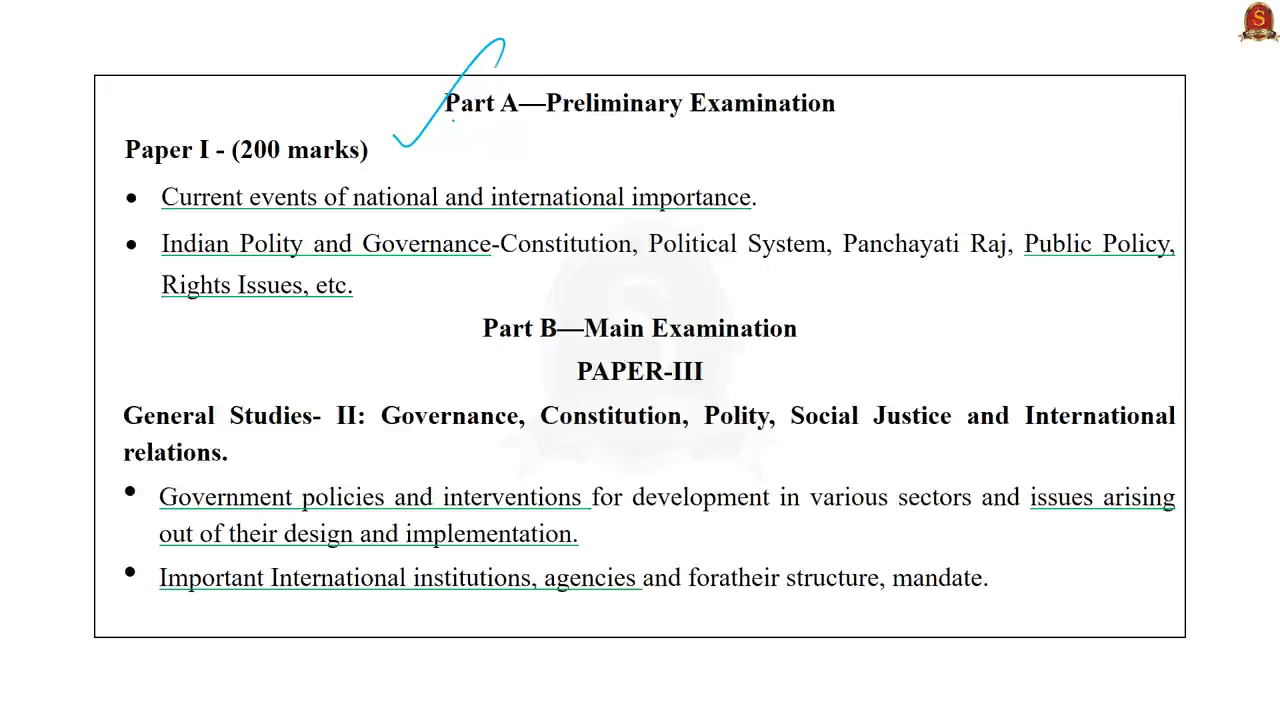 Part A—Preliminary Examination
Paper I - (200 marks)
• Current events of national and international importance.
• Indian Polity and Governance-Constitution, Political System, Panchayati Raj, Public Policy,
Rights Issues, etc.
Part B—Main Examination
PAPER-III
General Studies- II: Governance, Constitution, Polity, Social Justice and International
relations.
• Government policies and interventions for development in various sectors and issues arising
out of their design and implementation.
• Important International institutions, agencies and foratheir structure, mandate.